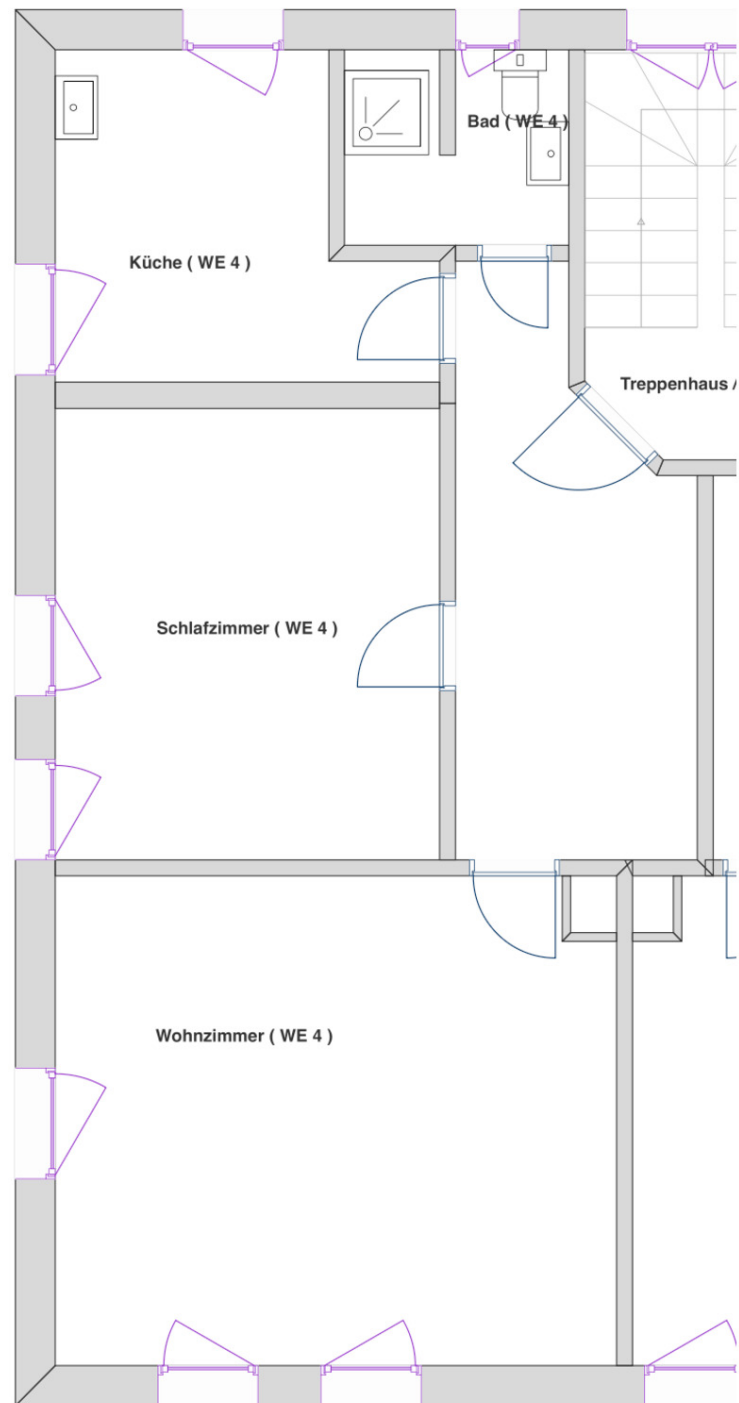 Bad ( WE 4 )
Küche ( WE 4 )
Treppenhaus /
Schlafzimmer ( WE 4 )
Wohnzimmer ( WE 4 )